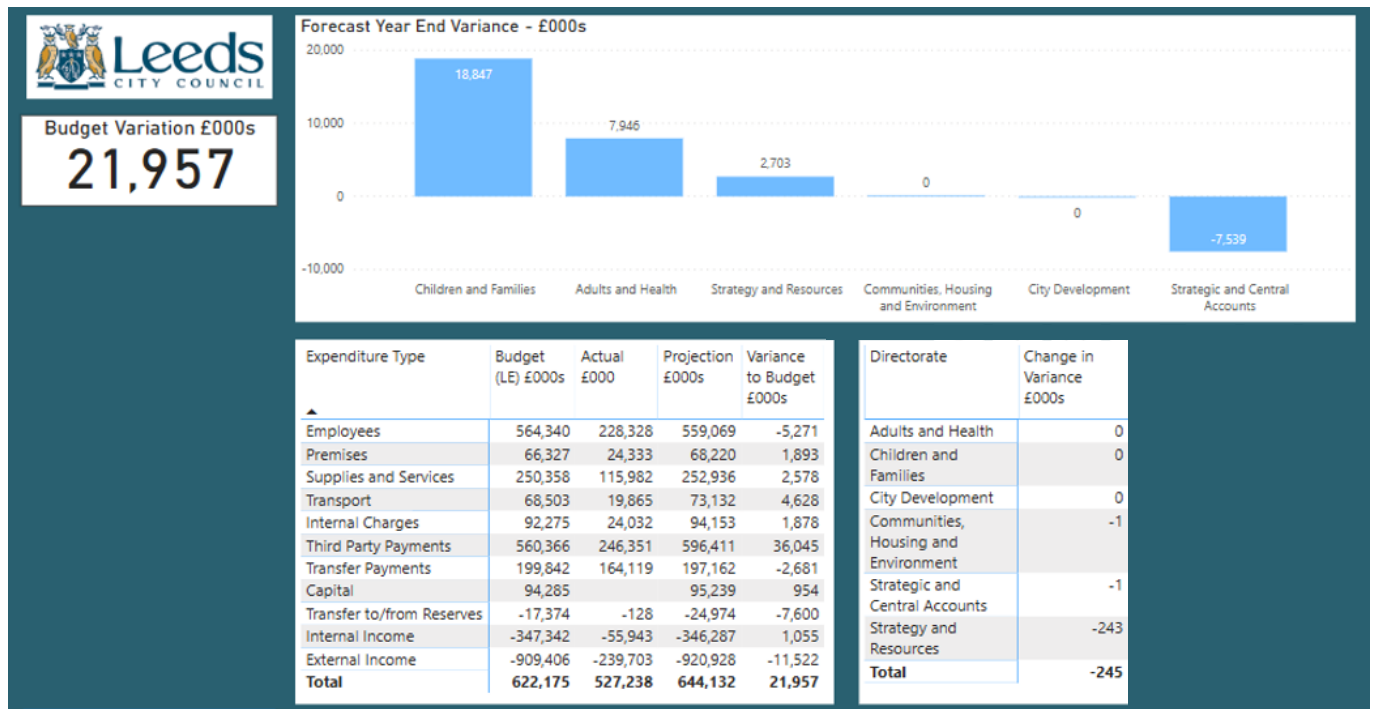 Leeds
CITY COUNCIL
Budget Variation £000s
21,957
Forecast Year End Variance - £000s
20,000
10,000
0
-10,000
18,847
7,946
2,703
0
0
-7,539
Children and Families
Adults and Health
Strategy and Resources
Communities, Housing
and Environment
City Development
Strategic and Central
Accounts
Expenditure Type Budget Actual Projection Variance
(LE) £000s £000 £000s to Budget
£000s
Employees 564,340 228,328 559,069 -5,271
Premises 66,327 24,333 68,220 1,893
Supplies and Services 250,358 115,982 252,936 2,578
Transport 68,503 19,865 73,132 4,628
Internal Charges 92,275 24,032 94,153 1,878
Third Party Payments 560,366 246,351 596,411 36,045
Transfer Payments 199,842 164,119 197,162 -2,681
Capital 94,285 95,239 954
Transfer to/from Reserves -17,374 -128 -24,974 -7,600
Internal Income -347,342 -55,943 -346,287 1,055
External Income -909,406 -239,703 -920,928 -11,522
Total 622,175 527,238 644,132 21,957
Directorate Change in
Variance
£000s
Adults and Health 0
Children and 0
Families
City Development 0
Communities, -1
Housing and
Environment
Strategic and -1
Central Accounts
Strategy and -243
Resources
Total -245